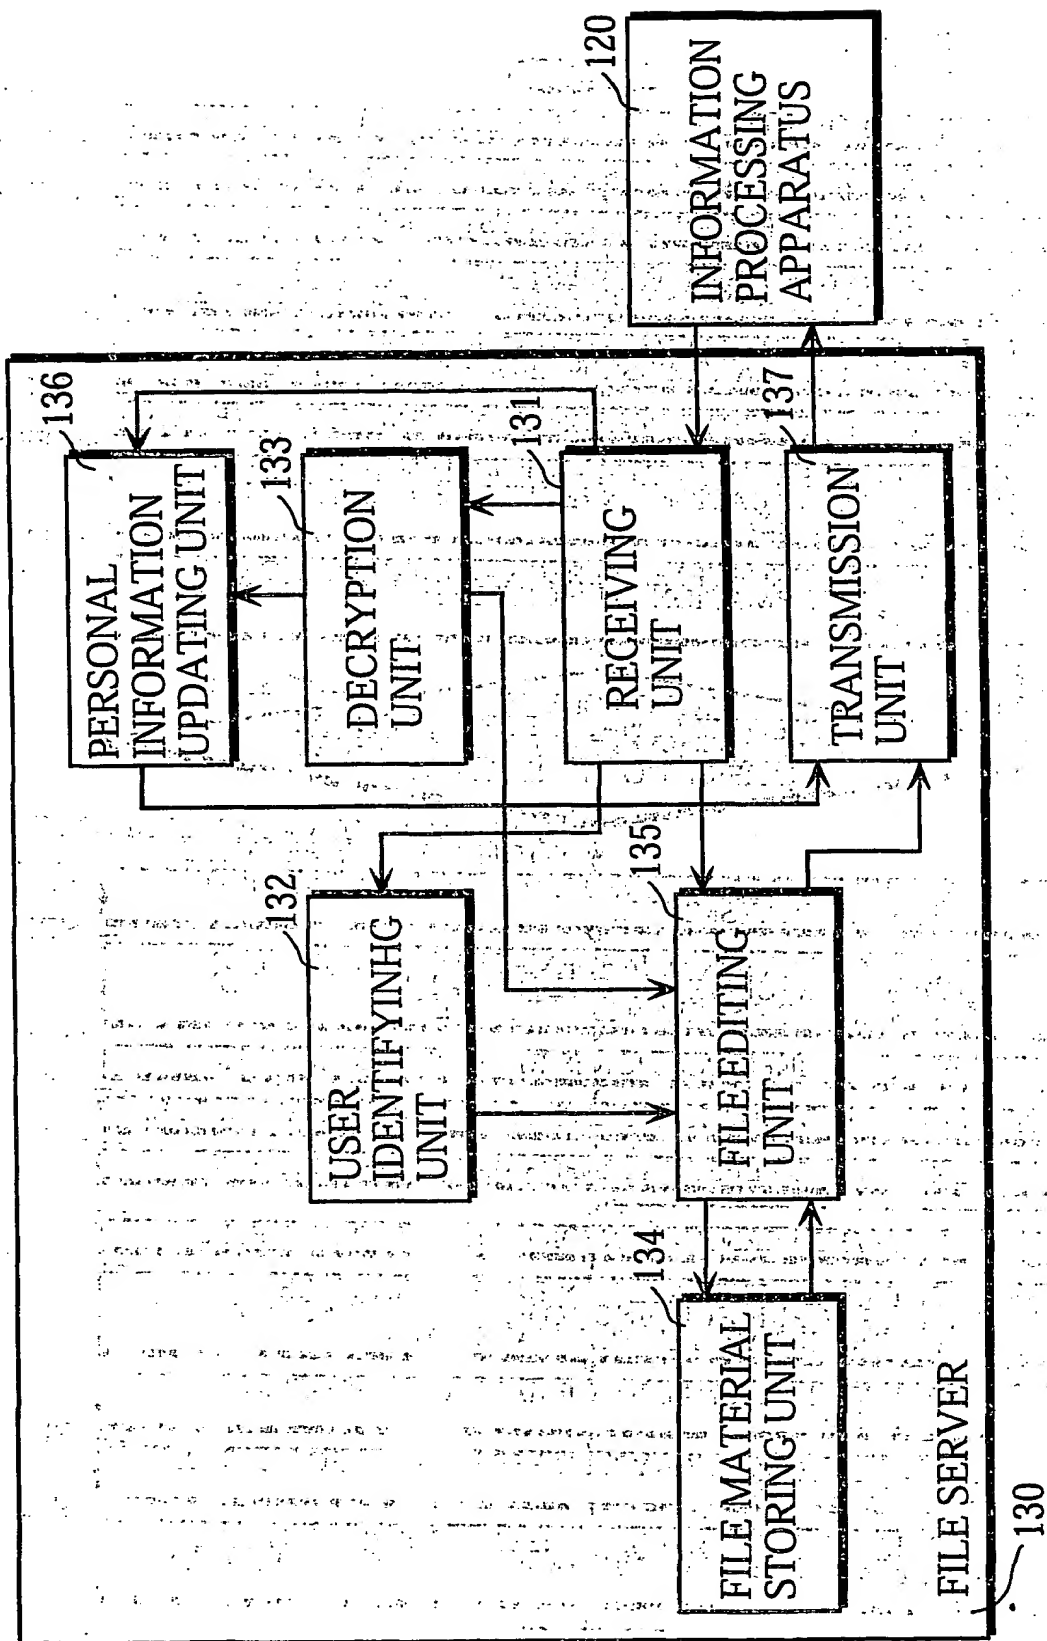 136
PERSONAL
INFORMATION
UPDATING UNIT
133
DECRYPTION
UNIT
131
RECEIVING
UNIT
137
TRANSMISSION
UNIT
120
INFORMATION
PROCESSING
APPARATUS
132
USER
IDENTIFYINHG
UNIT
135
FILE EDITING
UNIT
134
FILE MATERIAL
STORING UNIT
FILE SERVER
130